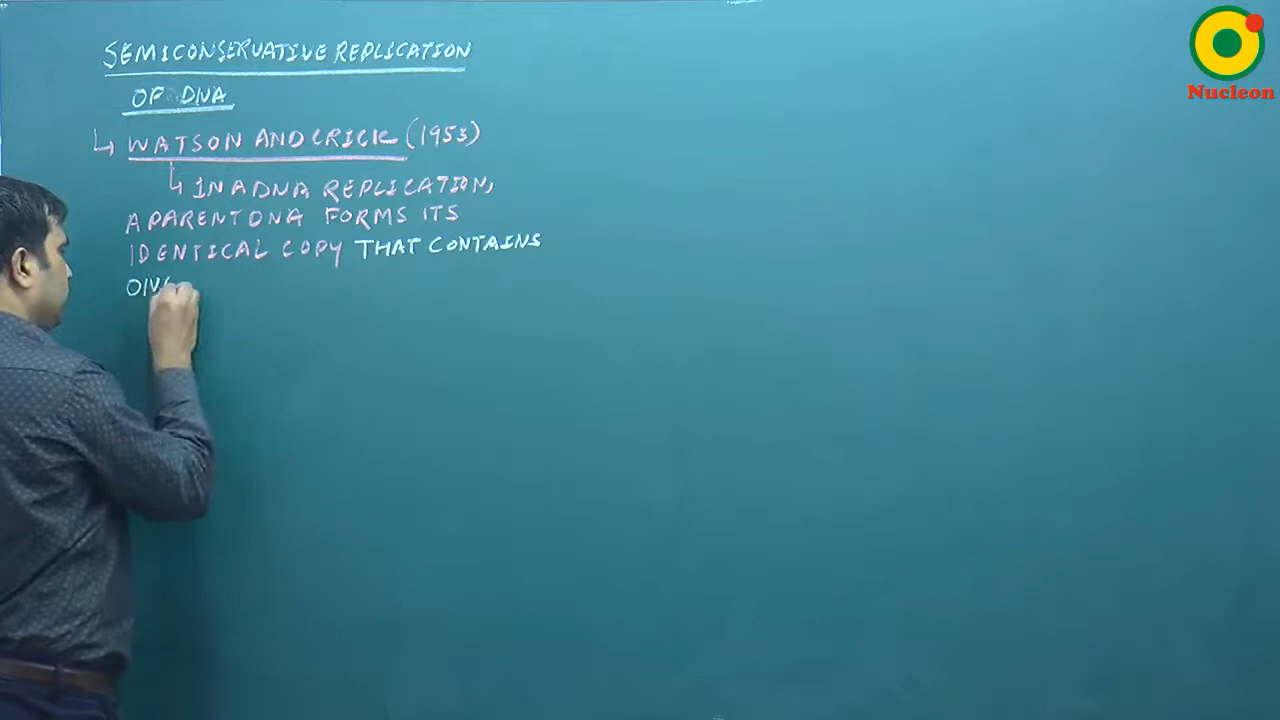 SEMICONSERVATIVE REPLICATION
OF DNA
WATSON AND CRICK (1953)
IN A DNA REPLICATION,
A PARENT DNA FORMS ITS
IDENTICAL COPY THAT CONTAINS
Nucleon